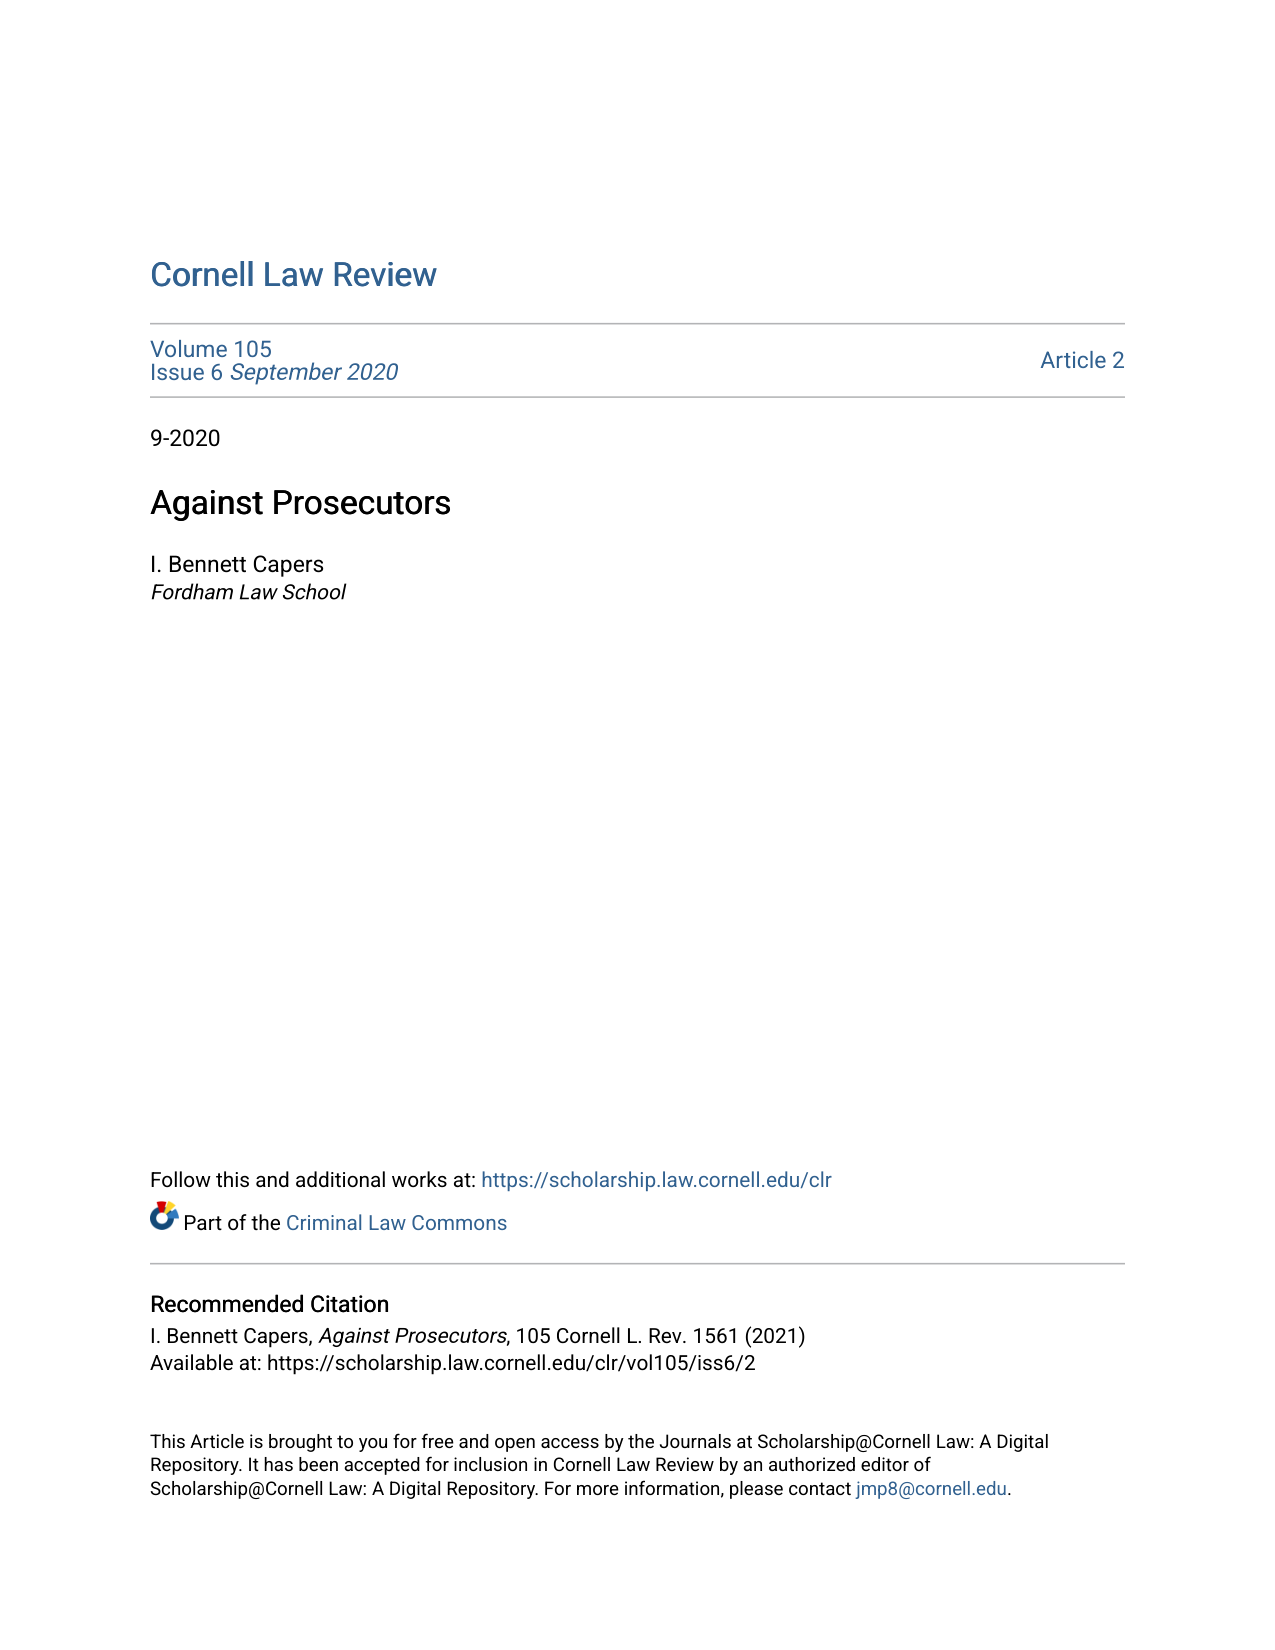 Cornell Law Review
Volume 105
Issue 6 September 2020
Article 2
9-2020
Against Prosecutors
I. Bennett Capers
Fordham Law School
Follow this and additional works at: https://scholarship.law.cornell.edu/clr
Part of the Criminal Law Commons
Recommended Citation
I. Bennett Capers, Against Prosecutors, 105 Cornell L. Rev. 1561 (2021)
Available at: https://scholarship.law.cornell.edu/clr/vol105/iss6/2
This Article is brought to you for free and open access by the Journals at Scholarship@Cornell Law: A Digital
Repository. It has been accepted for inclusion in Cornell Law Review by an authorized editor of
Scholarship@Cornell Law: A Digital Repository. For more information, please contact jmp8@cornell.edu.